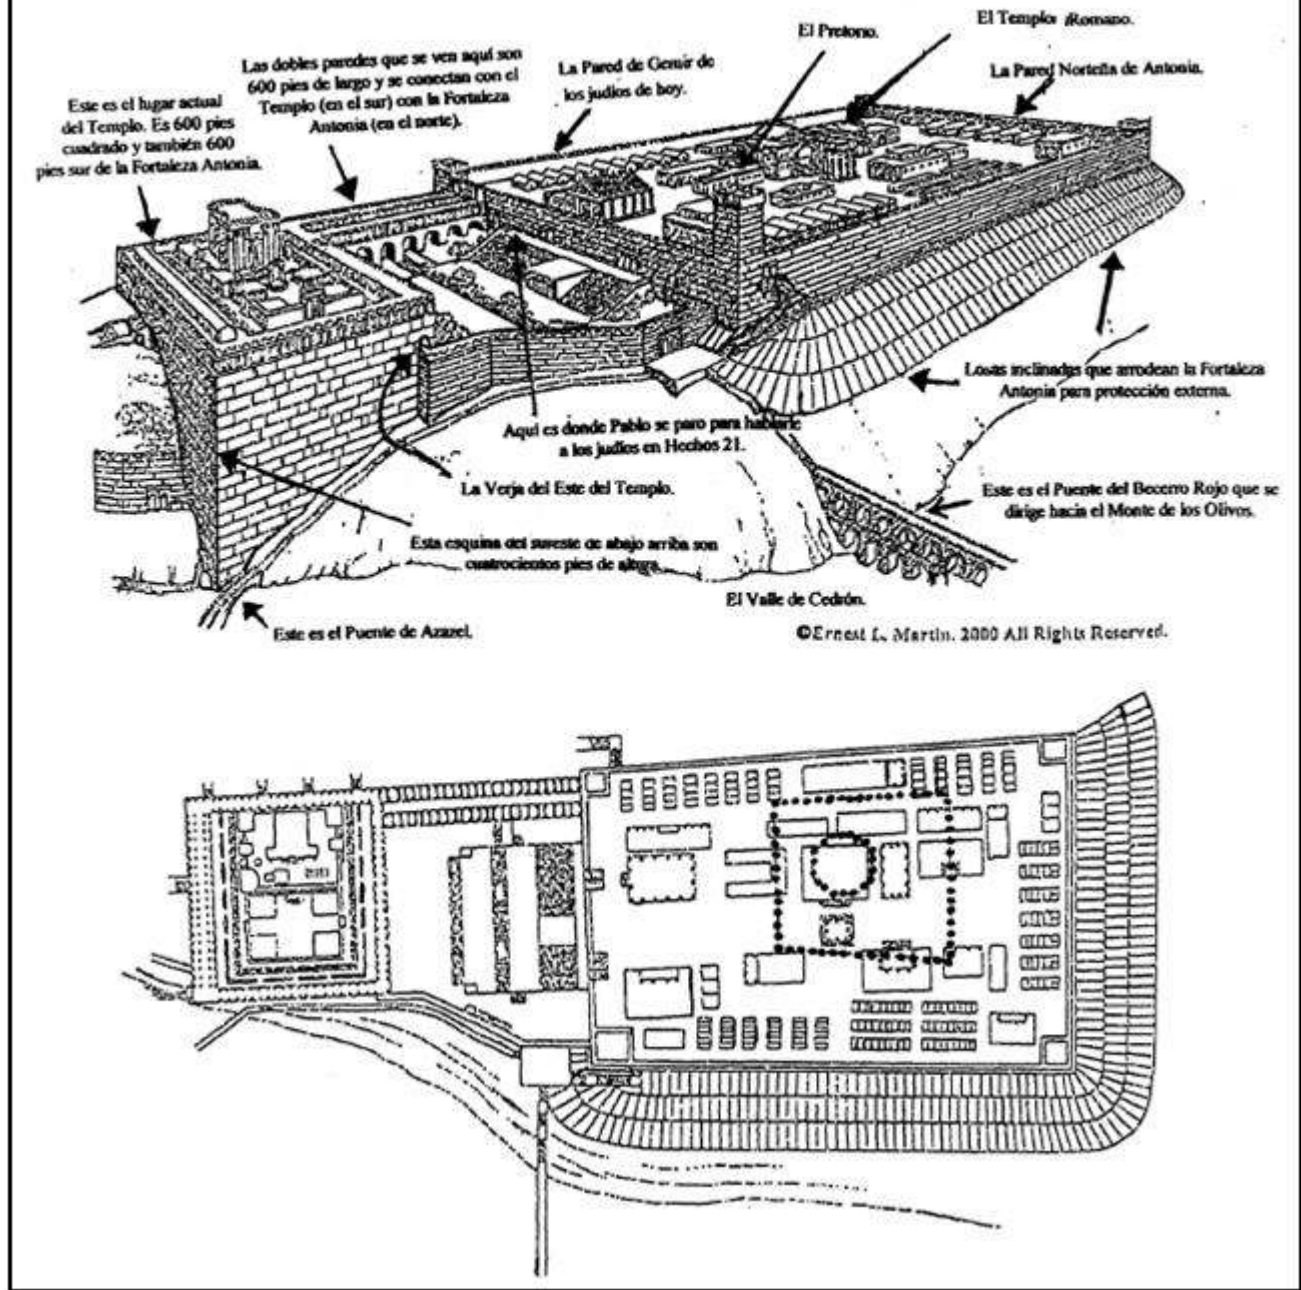 El Pretorio.
El Templo Romano.
Las dobles paredes que se ven aquí son
600 pies de largo y se conectan con el
Templo (en el sur) con la Fortaleza
Antonia (en el norte).
La Pared de Gemir de
los judíos de hoy.
La Pared Norteña de Antonia.
Este es el lugar actual
del Templo. Es 600 pies
cuadrado y también 600
pies sur de la Fortaleza Antonia.
Losas inclinadas que arrodean la Fortaleza
Antonia para protección externa.
Aquí es donde Pablo se paro para hablarle
a los judíos en Hechos 21.
La Verja del Este del Templo.
Este es el Puente del Becerro Rojo que se
dirige hacia el Monte de los Olivos.
Esta esquina del sureste de abajo arriba son
cuatrocientos pies de altura.
El Valle de Cedrón.
Este es el Puente de Azazel.
©Ernest L. Martin. 2000 All Rights Reserved.